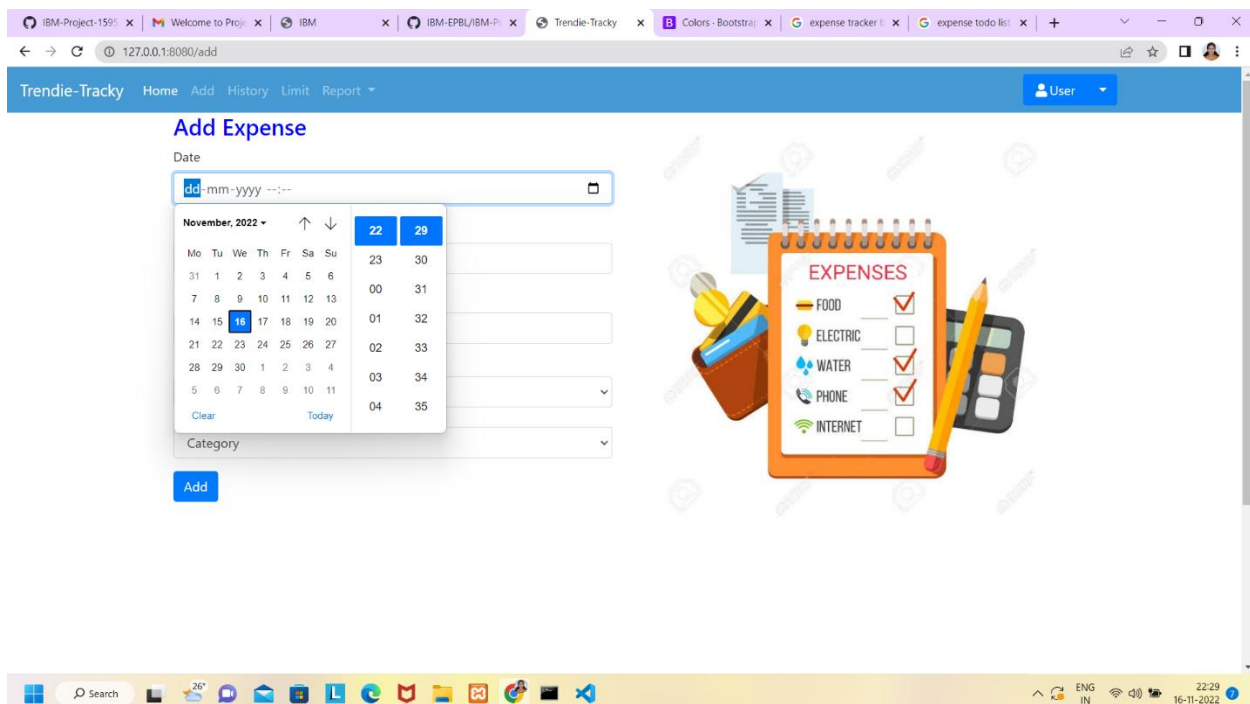 IBM-Project-1595
Welcome to Proje
IBM
IBM-EPBL/IBM-Pr
Trendie-Tracky
Colors · Bootstrap
expense tracker b
expense todo list
127.0.0.1:8080/add
Trendie-Tracky Home Add History Limit Report User
Add Expense
Date
dd-mm-yyyy --:--
November, 2022
22 29
Mo Tu We Th Fr Sa Su
23 30
31 1 2 3 4 5 6
00 31
7 8 9 10 11 12 13
14 15 16 17 18 19 20
01 32
21 22 23 24 25 26 27
02 33
28 29 30 1 2 3 4
03 34
5 6 7 8 9 10 11
04 35
Clear Today
Category
Add
EXPENSES
FOOD
ELECTRIC
WATER
PHONE
INTERNET
Search
26°
ENG
IN
22:29
16-11-2022
7